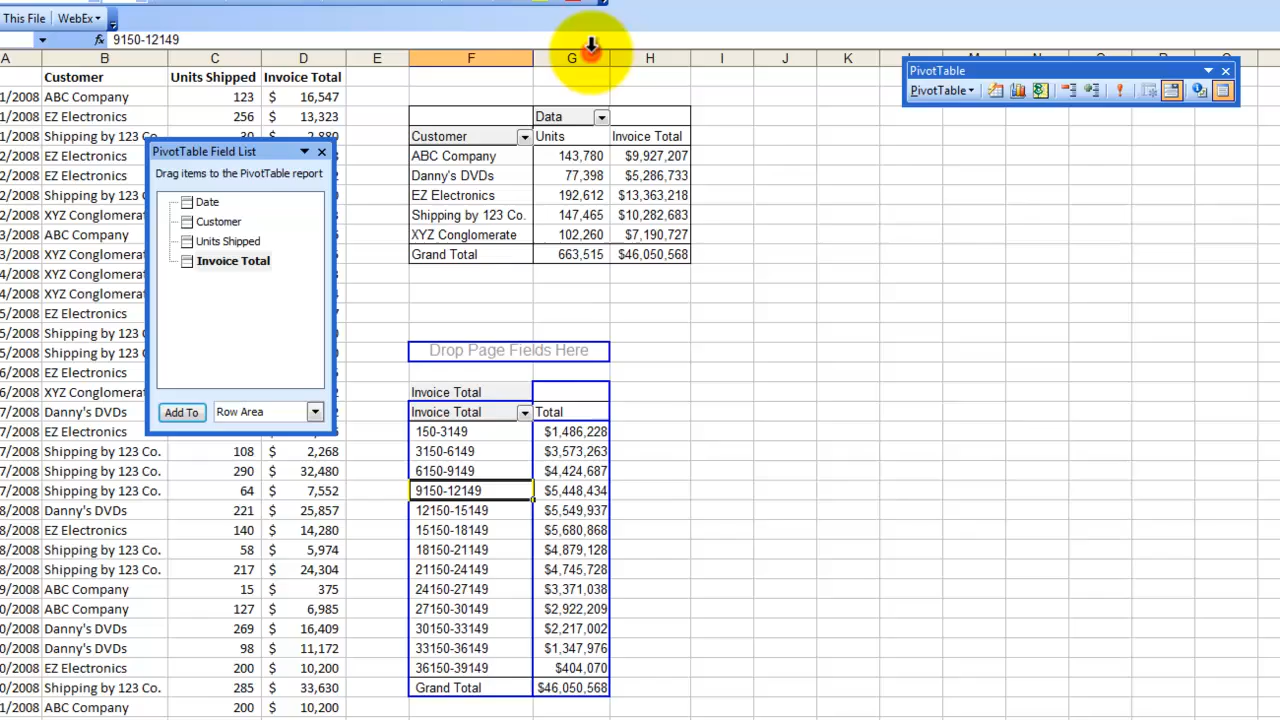 This File WebEx
fx 9150-12149
A B C D E F G H I J K L M N O P Q
Customer Units Shippd Invoice Total
1/2008 ABC Company 123 $ 16,547
1/2008 EZ Electronics 256 $ 13,323
1/2008 Shipping by 123 Co. 30 $ 2,880
2/2008 EZ Electronics
2/2008 EZ Electronics
2/2008 Shipping by 123
2/2008 XYZ Conglomerat
3/2008 ABC Company
3/2008 XYZ Conglomerat
4/2008 XYZ Conglomerat
4/2008 XYZ Conglomerat
5/2008 EZ Electronics
5/2008 Shipping by 123
5/2008 Shipping by 123
6/2008 EZ Electronics
6/2008 XYZ Conglomerat
7/2008 Danny's DVDs
7/2008 EZ Electronics
7/2008 Shipping by 123 Co. 108 $ 2,268
7/2008 Shipping by 123 Co. 290 $ 32,480
7/2008 Shipping by 123 Co. 64 $ 7,552
8/2008 Danny's DVDs 221 $ 25,857
8/2008 EZ Electronics 140 $ 14,280
8/2008 Shipping by 123 Co. 58 $ 5,974
8/2008 Shipping by 123 Co. 217 $ 24,304
9/2008 ABC Company 15 $ 375
0/2008 ABC Company 127 $ 6,985
0/2008 Danny's DVDs 269 $ 16,409
0/2008 Danny's DVDs 98 $ 11,172
0/2008 EZ Electronics 200 $ 10,200
0/2008 Shipping by 123 Co. 285 $ 33,630
1/2008 ABC Company 200 $ 10,200
PivotTable Field List
Drag items to the PivotTable report
Date
Customer
Units Shipped
Invoice Total
Add To Row Area
Data
Customer Units Invoice Total
ABC Company 143,780 $9,927,207
Danny's DVDs 77,398 $5,286,733
EZ Electronics 192,612 $13,363,218
Shipping by 123 Co. 147,465 $10,282,683
XYZ Conglomerate 102,260 $7,190,727
Grand Total 663,515 $46,050,568
Drop Page Fields Here
Invoice Total
Invoice Total Total
150-3149 $1,486,228
3150-6149 $3,573,263
6150-9149 $4,424,687
9150-12149 $5,448,434
12150-15149 $5,549,937
15150-18149 $5,680,868
18150-21149 $4,879,128
21150-24149 $4,745,728
24150-27149 $3,371,038
27150-30149 $2,922,209
30150-33149 $2,217,002
33150-36149 $1,347,976
36150-39149 $404,070
Grand Total $46,050,568
PivotTable
PivotTable